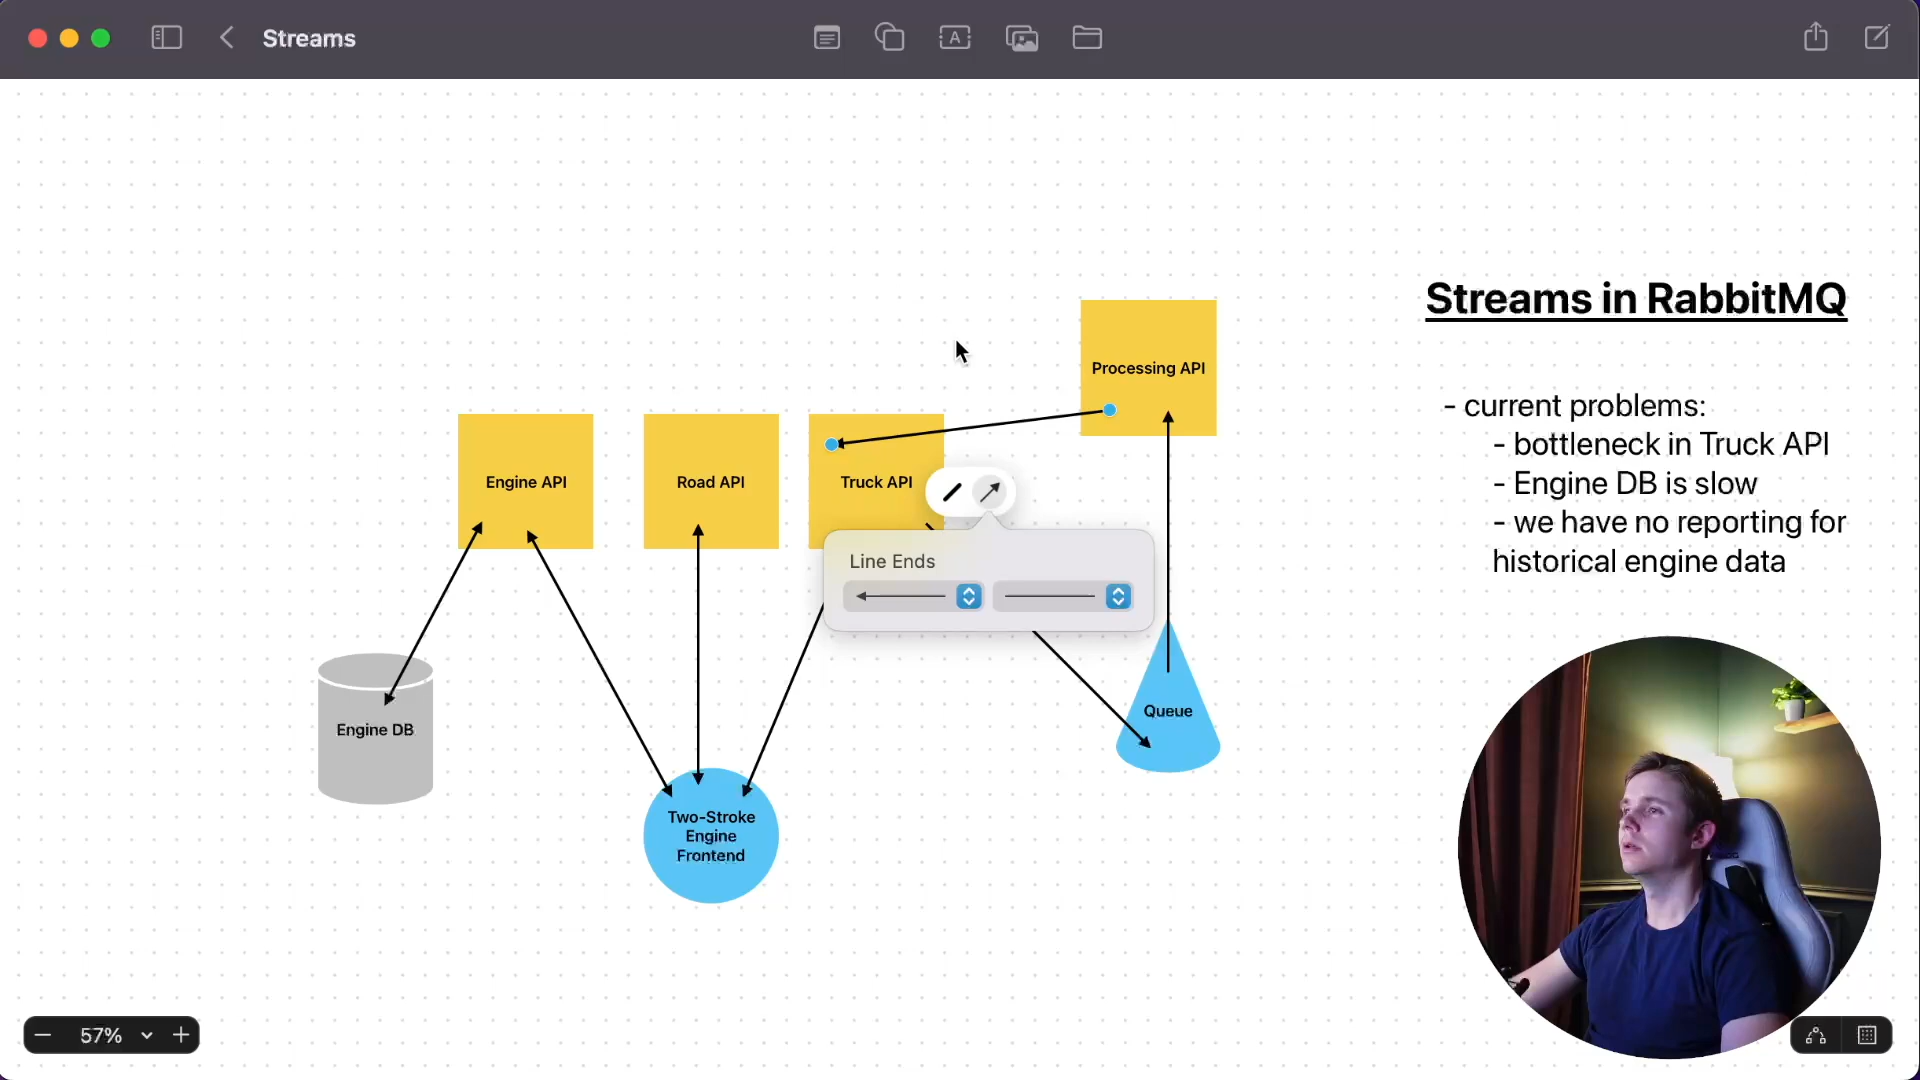 Streams
A
Streams in RabbitMQ
Processing API
- current problems:
- bottleneck in Truck API
- Engine DB is slow
- we have no reporting for
historical engine data
Engine API
Road API
Truck API
Line Ends
Queue
Engine DB
Two-Stroke
Engine
Frontend
57%